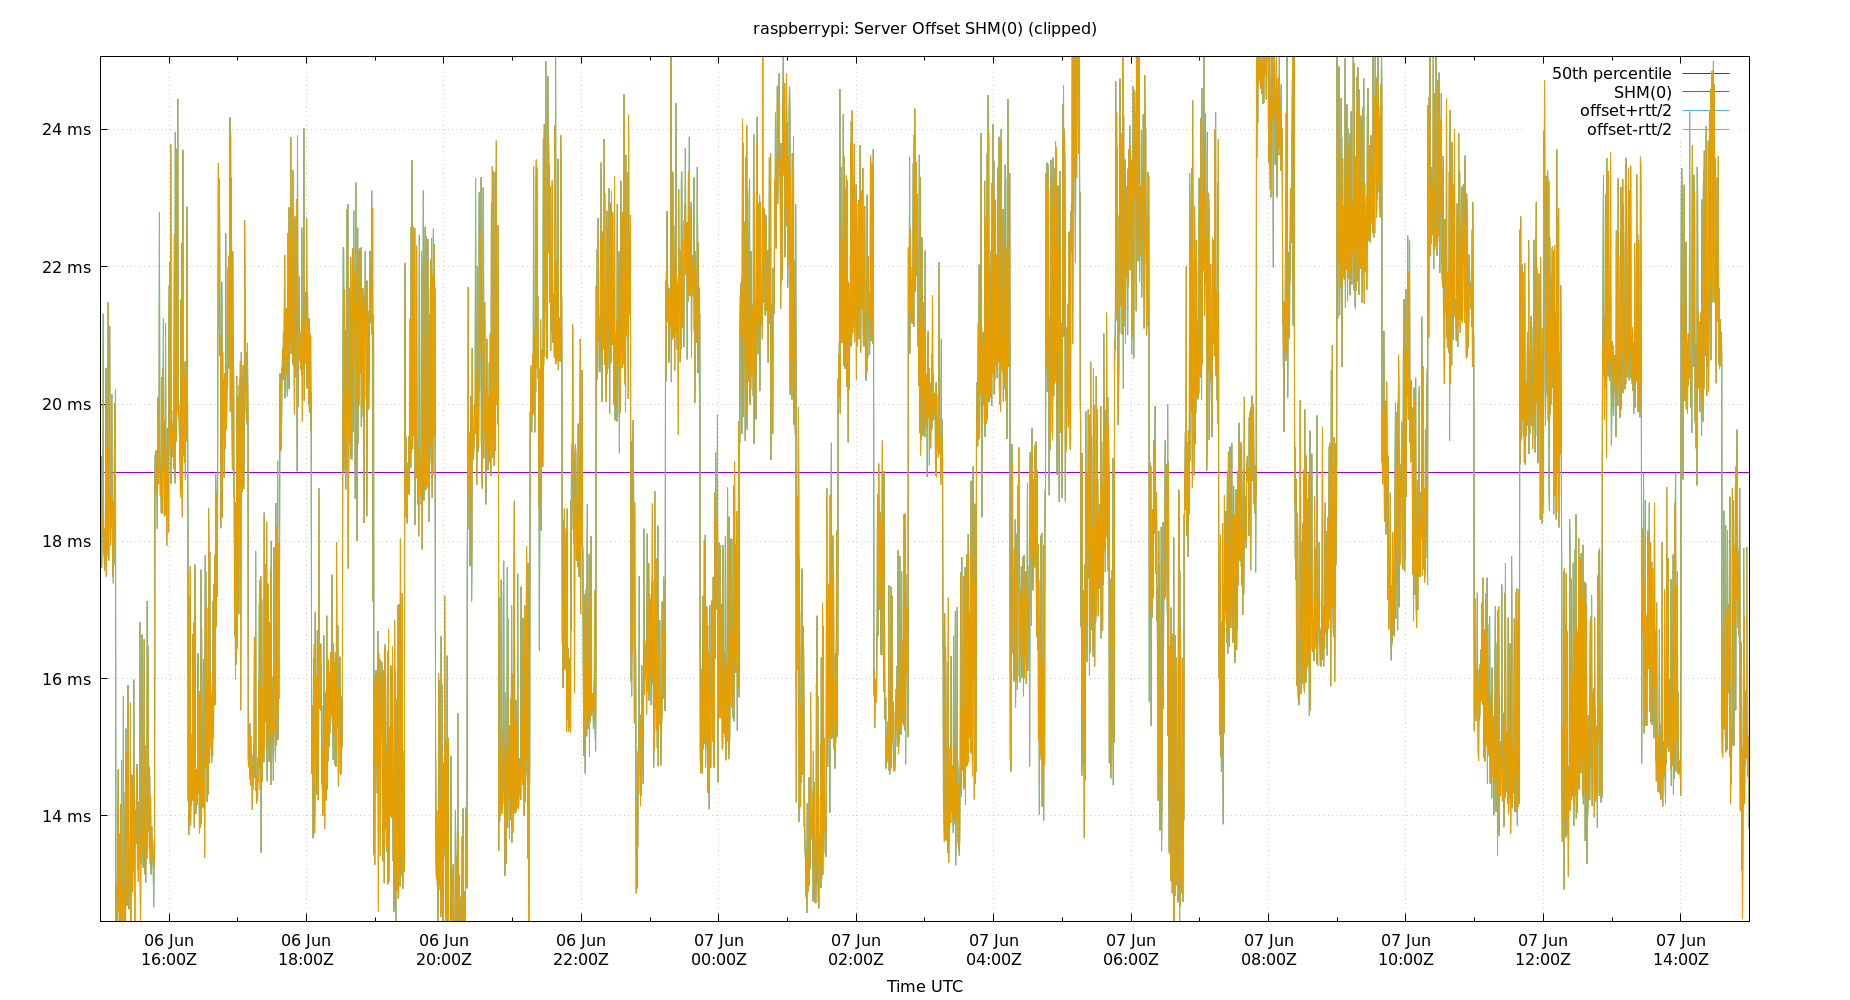 raspberrypi: Server Offset SHM(0) (clipped)
50th percentile
SHM(0)
offset+rtt/2
offset-rtt/2
24 ms
22 ms
20 ms
18 ms
16 ms
14 ms
06 Jun 06 Jun 06 Jun 06 Jun 07 Jun 07 Jun 07 Jun 07 Jun 07 Jun 07 Jun 07 Jun 07 Jun
16:00Z 18:00Z 20:00Z 22:00Z 00:00Z 02:00Z 04:00Z 06:00Z 08:00Z 10:00Z 12:00Z 14:00Z
Time UTC